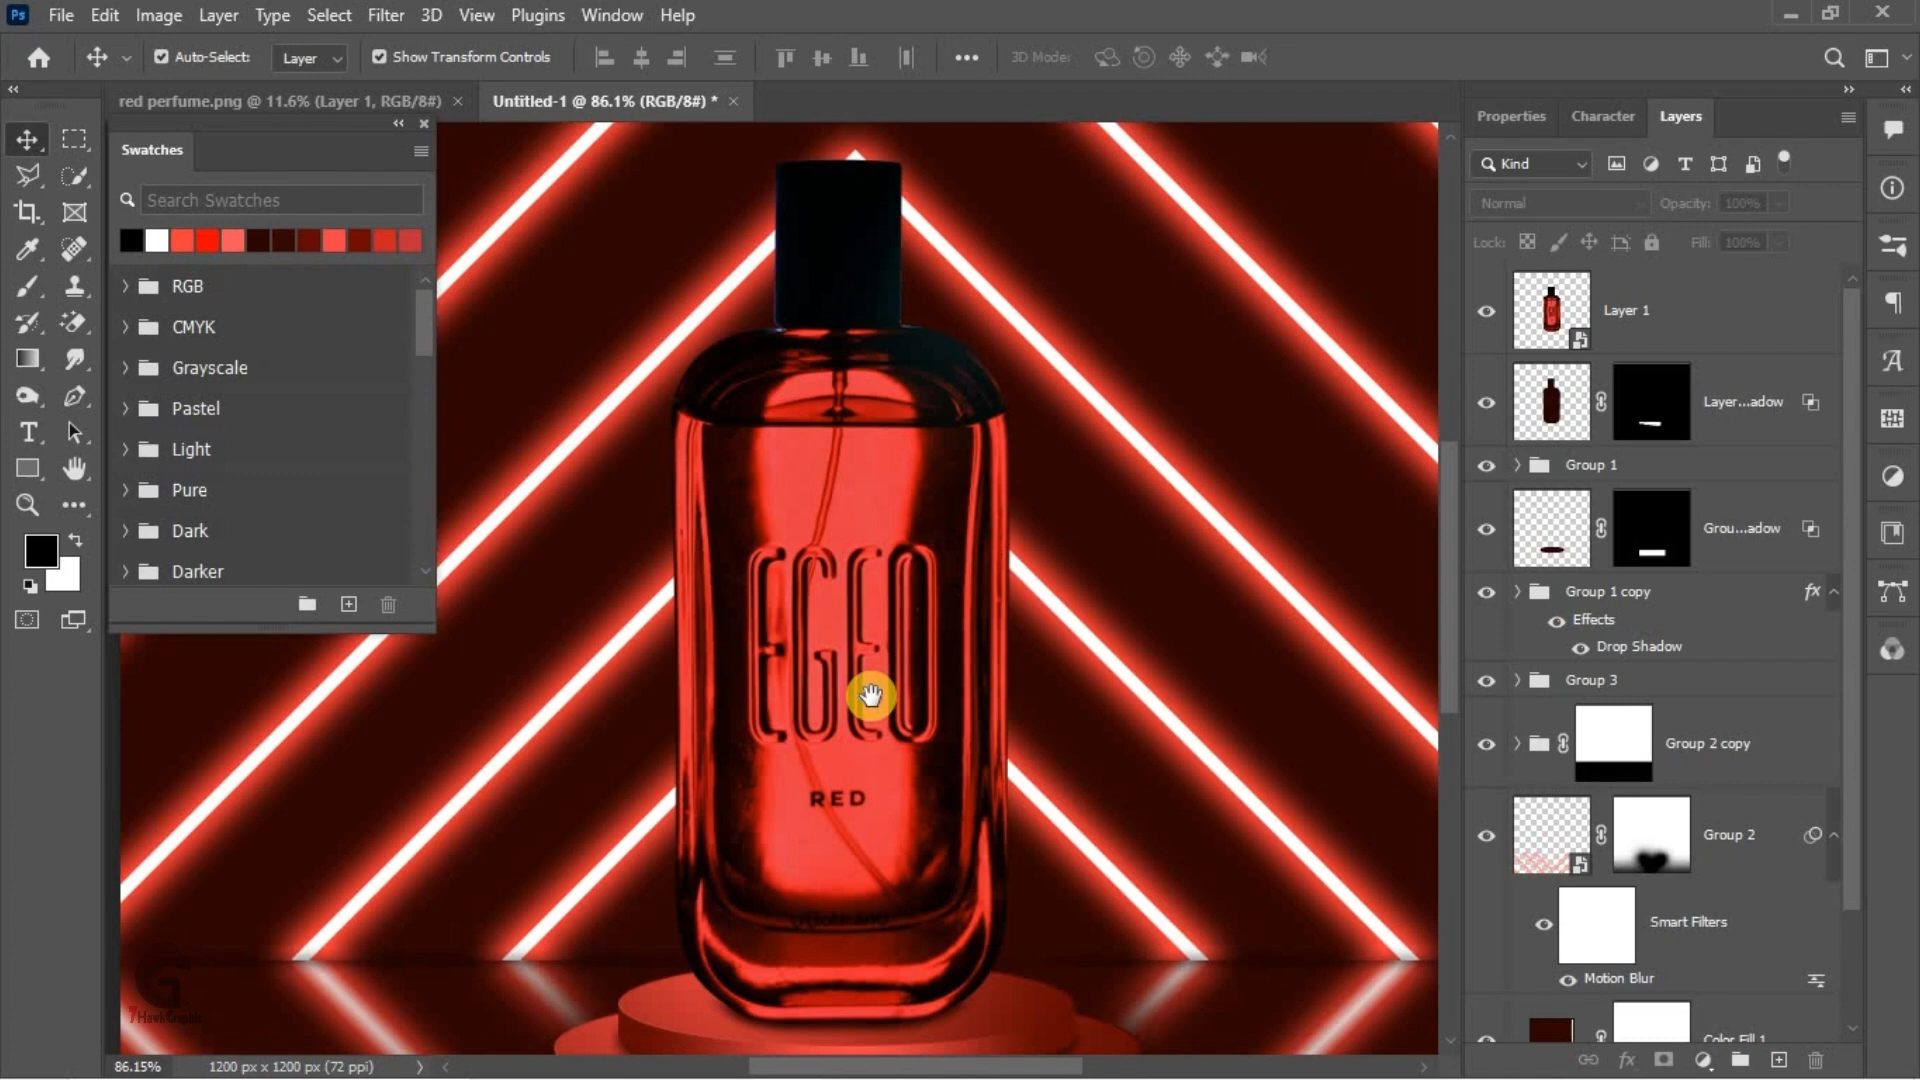 Ps File Edit Image Layer Type Select Filter 3D View Plugins Window Help
Auto-Select: Layer Show Transform Controls 3D Mode:
red perfume.png @ 11.6% (Layer 1, RGB/8#) × Untitled-1 @ 86.1% (RGB/8#) * ×
Swatches
Search Swatches
RGB
CMYK
Grayscale
Pastel
Light
Pure
Dark
Darker
EGEO
RED
7HawkCreatix
86.15% 1200 px x 1200 px (72 ppi)
Properties Character Layers
Kind
Normal Opacity: 100%
Lock: Fill: 100%
Layer 1
Layer...adow
Group 1
Grou...adow
Group 1 copy fx
Effects
Drop Shadow
Group 3
Group 2 copy
Group 2
Smart Filters
Motion Blur
Color Fill 1
fx